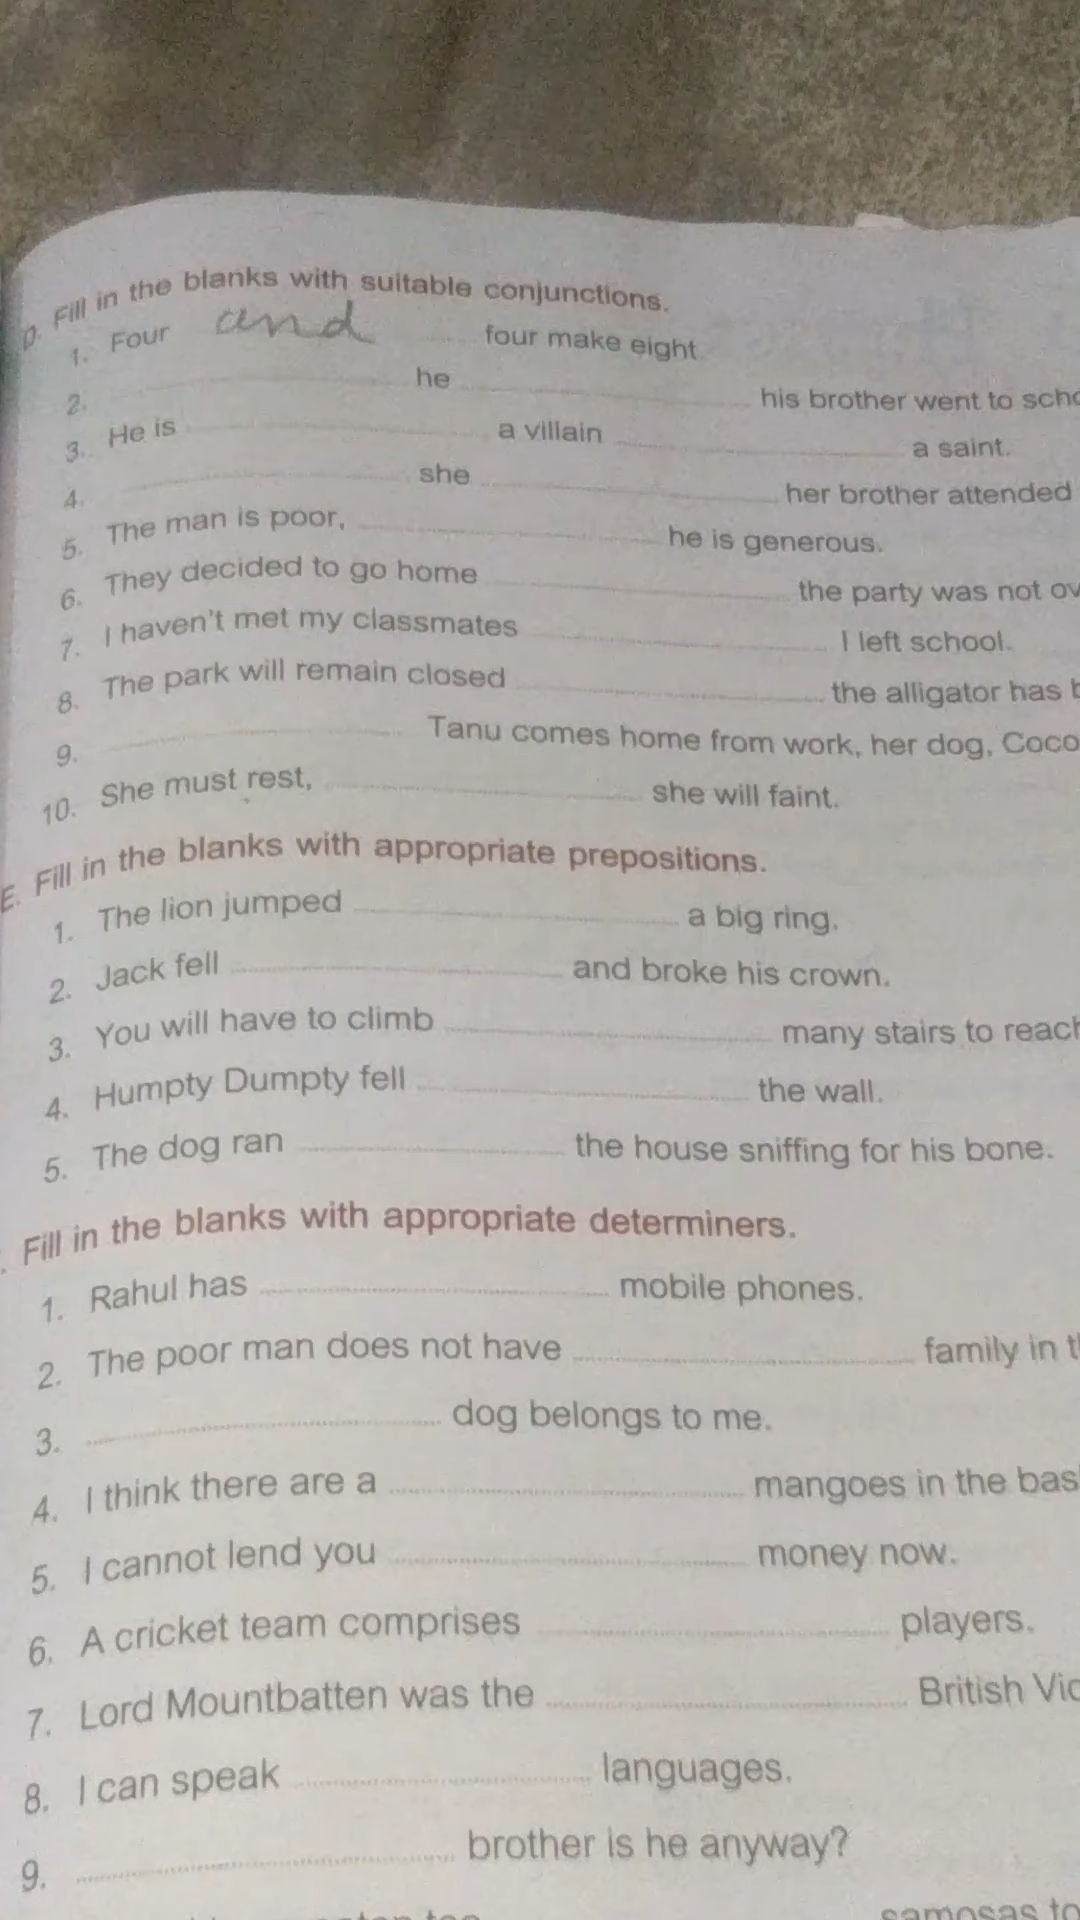 D. Fill in the blanks with suitable conjunctions.
1. Four and four make eight
2. he his brother went to
3. He is a villain a saint.
4. she her brother attended
5. The man is poor, he is generous.
6. They decided to go home the party was not
7. I haven't met my classmates I left school.
8. The park will remain closed the alligator has
9. Tanu comes home from work, her dog, Coco
10. She must rest, she will faint.
E. Fill in the blanks with appropriate prepositions.
1. The lion jumped a big ring.
2. Jack fell and broke his crown.
3. You will have to climb many stairs to
4. Humpty Dumpty fell the wall.
5. The dog ran the house sniffing for his bone.
Fill in the blanks with appropriate determiners.
1. Rahul has mobile phones.
2. The poor man does not have family in
3. dog belongs to me.
4. I think there are a mangoes in the
5. I cannot lend you money now.
6. A cricket team comprises players.
7. Lord Mountbatten was the British
8. I can speak languages.
9. brother is he anyway?
samosas to